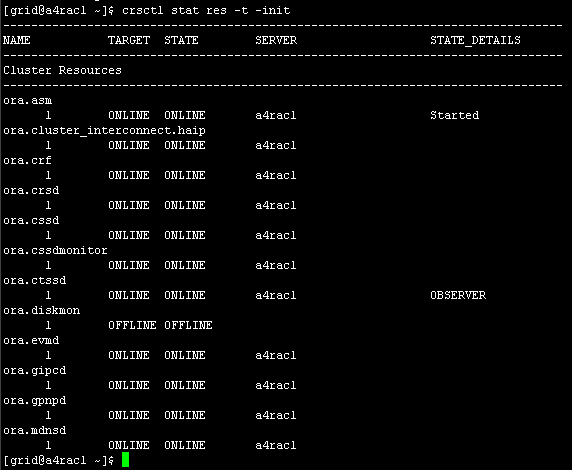 [grid@a4rac1 ~]$ crsctl stat res -t -init
--------------------------------------------------------------------------------
NAME           TARGET  STATE        SERVER                   STATE_DETAILS
--------------------------------------------------------------------------------
Cluster Resources
--------------------------------------------------------------------------------
ora.asm
      1        ONLINE  ONLINE       a4rac1                   Started
ora.cluster_interconnect.haip
      1        ONLINE  ONLINE       a4rac1
ora.crf
      1        ONLINE  ONLINE       a4rac1
ora.crsd
      1        ONLINE  ONLINE       a4rac1
ora.cssd
      1        ONLINE  ONLINE       a4rac1
ora.cssdmonitor
      1        ONLINE  ONLINE       a4rac1
ora.ctssd
      1        ONLINE  ONLINE       a4rac1                   OBSERVER
ora.diskmon
      1        OFFLINE OFFLINE
ora.evmd
      1        ONLINE  ONLINE       a4rac1
ora.gipcd
      1        ONLINE  ONLINE       a4rac1
ora.gpnpd
      1        ONLINE  ONLINE       a4rac1
ora.mdnsd
      1        ONLINE  ONLINE       a4rac1
[grid@a4rac1 ~]$